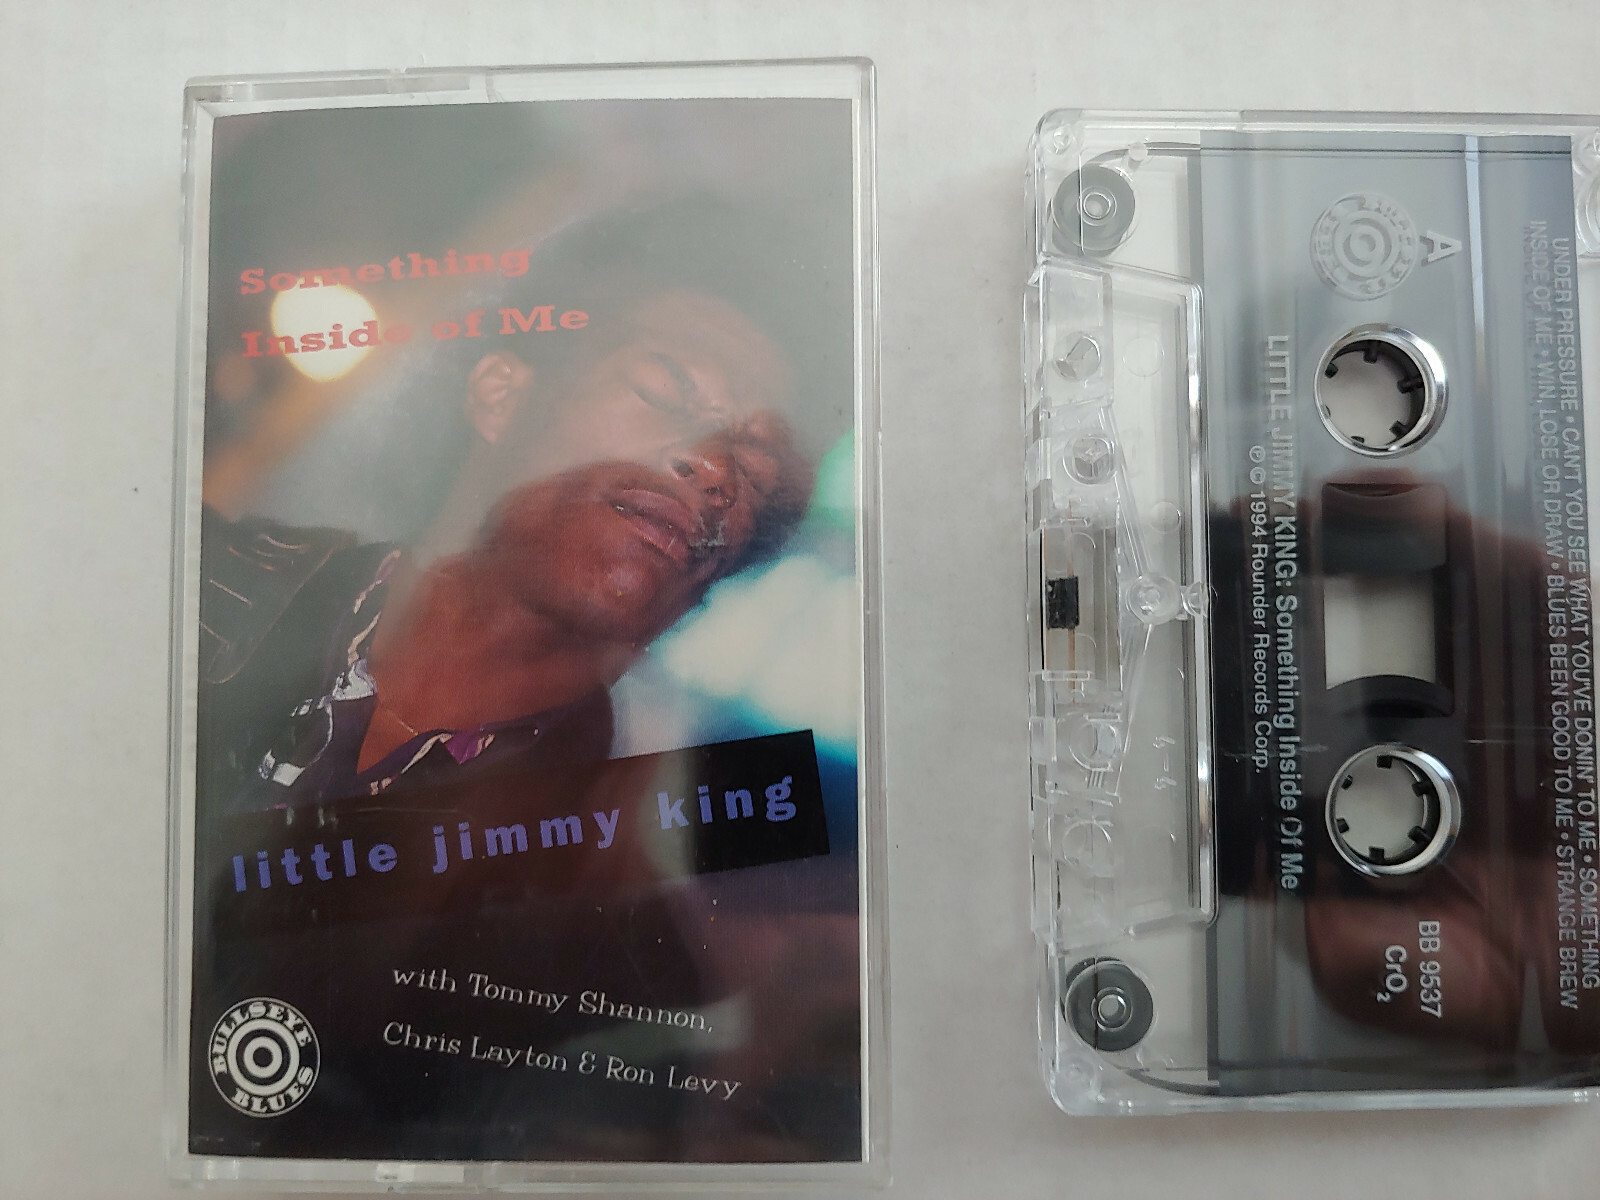 Something
Inside of Me
little jimmy king
with Tommy Shannon,
Chris Layton & Ron Levy
BULLSEYE
BLUES
A
UNDER PRESSURE • CAN'T YOU SEE WHAT YOU'VE DONIN' TO ME • SOMETHING
INSIDE OF ME • WIN, LOSE OR DRAW • BLUES BEEN GOOD TO ME • STRANGE BREW
LITTLE JIMMY KING: Something Inside Of Me
℗© 1994 Rounder Records Corp.
BB 9537
CrO₂